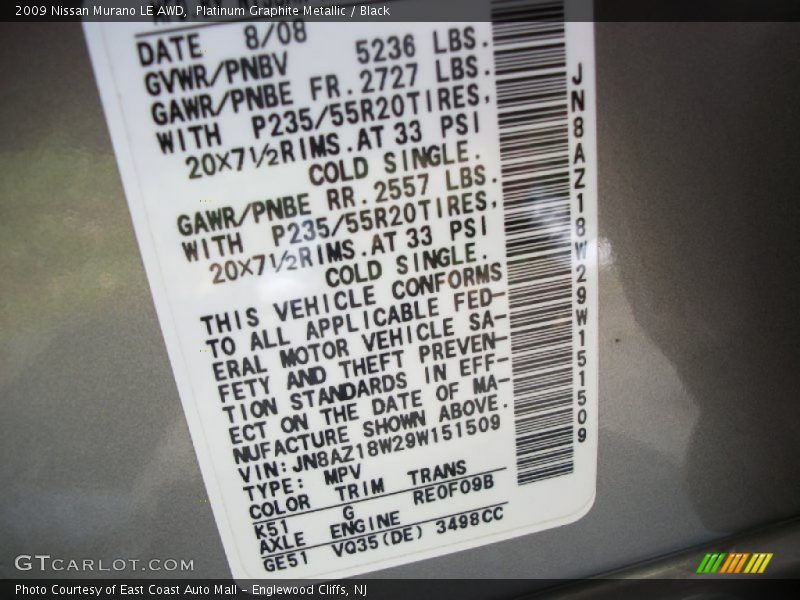 2009 Nissan Murano LE AWD, Platinum Graphite Metallic / Black
DATE 8/08
GVWR/PNBV 5236 LBS.
GAWR/PNBE FR. 2727 LBS.
WITH P235/55R20TIRES,
20X7½RIMS. AT 33 PSI
COLD SINGLE.
GAWR/PNBE RR. 2557 LBS.
WITH P235/55R20TIRES,
20X7½RIMS. AT 33 PSI
COLD SINGLE.
THIS VEHICLE CONFORMS
TO ALL APPLICABLE FED-
ERAL MOTOR VEHICLE SA-
FETY AND THEFT PREVEN-
TION STANDARDS IN EFF-
ECT ON THE DATE OF MA-
NUFACTURE SHOWN ABOVE.
VIN: JN8AZ18W29W151509
TYPE: MPV
COLOR TRIM TRANS
K51 G RE0F09B
AXLE ENGINE
GE51 VQ35(DE) 3498CC
JN8AZ18W29W151509
GTCARLOT.COM
Photo Courtesy of East Coast Auto Mall – Englewood Cliffs, NJ